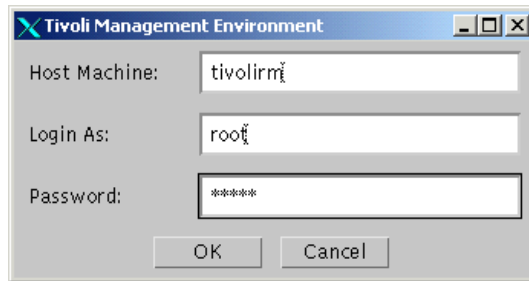 Tivoli Management Environment
Host Machine: tivolirm
Login As: root
Password: *****
OK Cancel